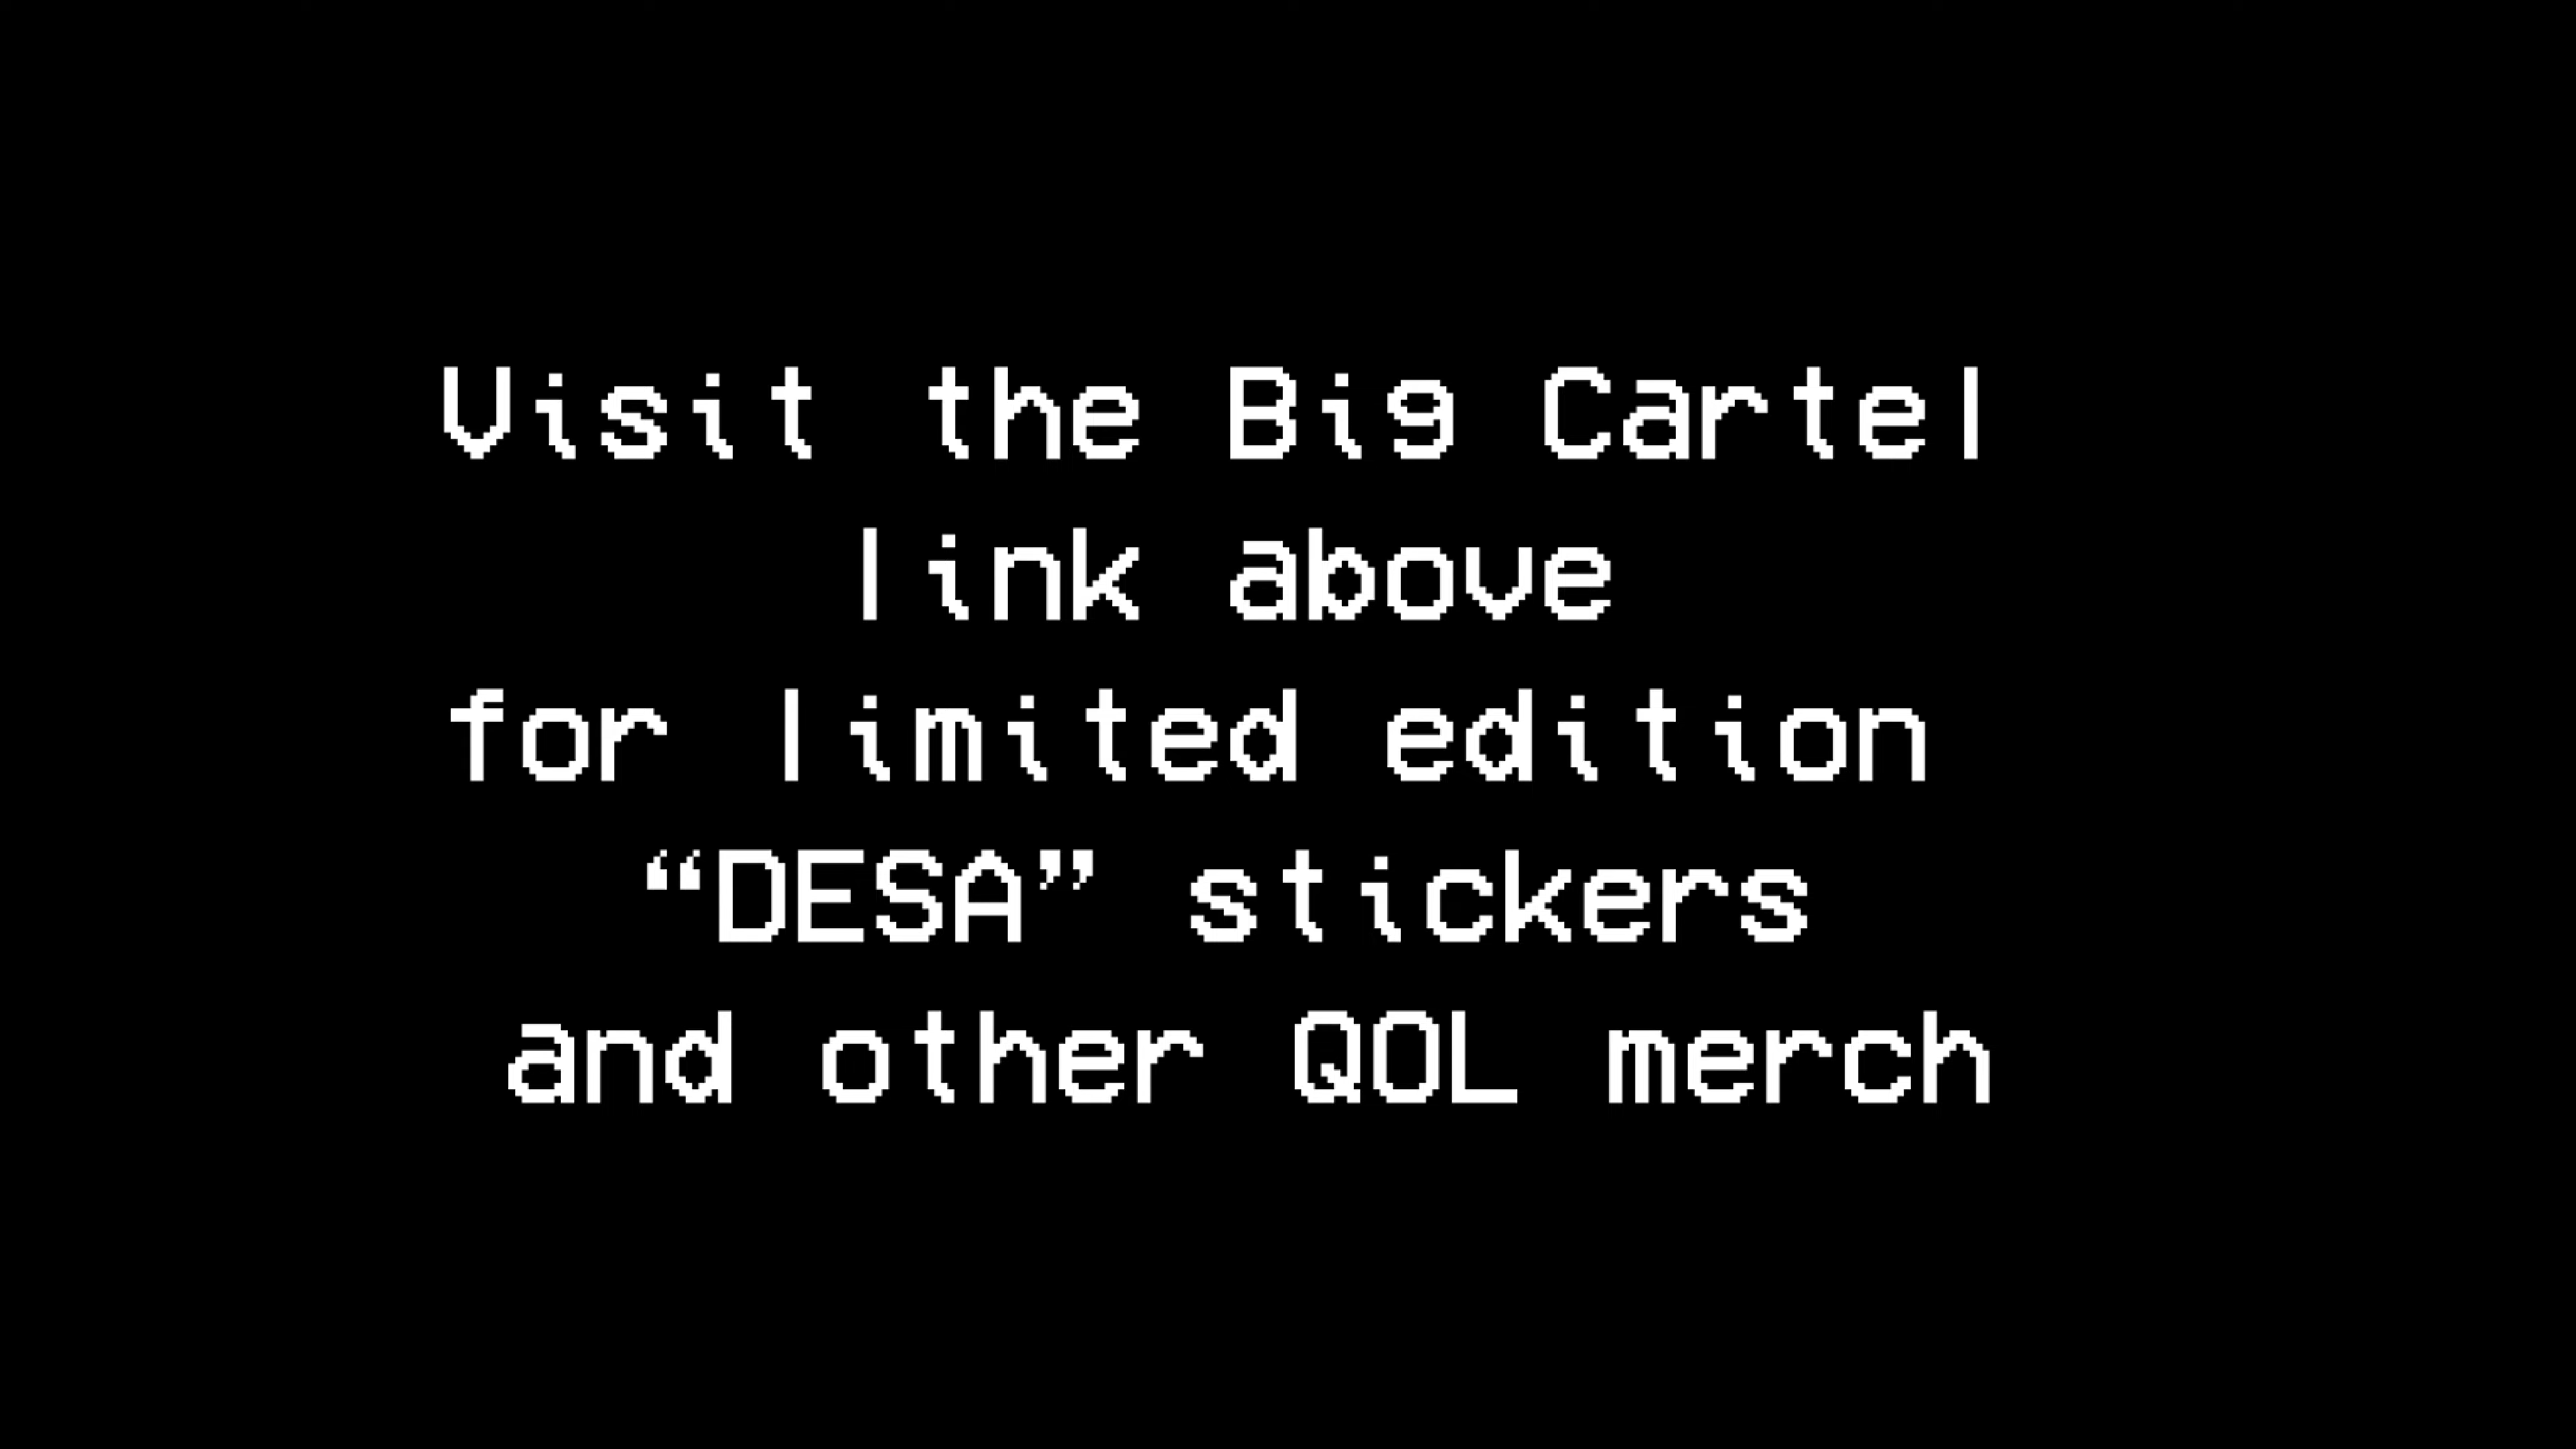 Visit the Big Cartel
link above
for limited edition
“DESA” stickers
and other QOL merch